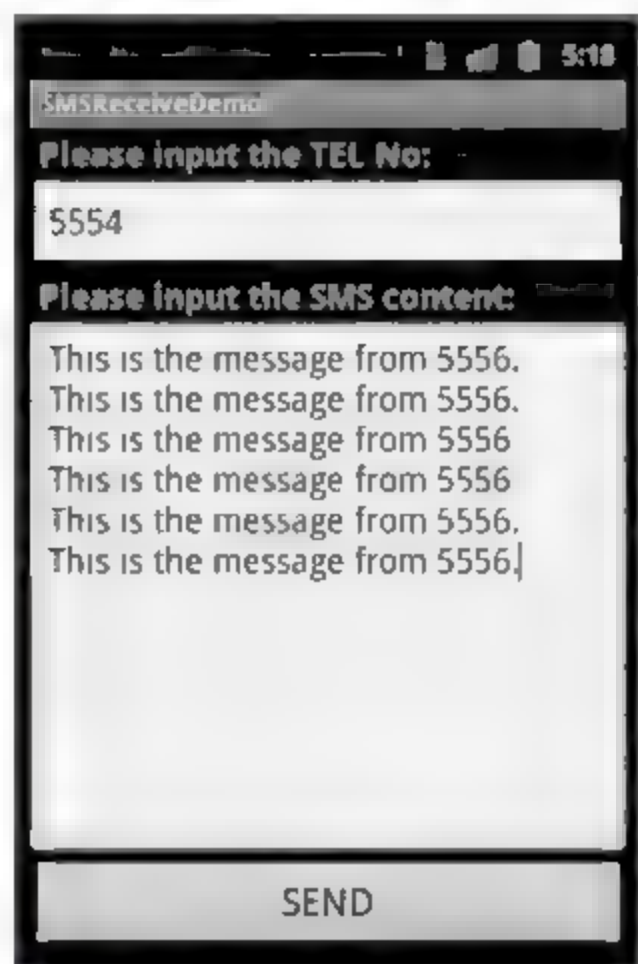 5:18
SMSReceiveDemo
Please input the TEL No:
5554
Please input the SMS content:
This is the message from 5556.
This is the message from 5556.
This is the message from 5556
This is the message from 5556
This is the message from 5556.
This is the message from 5556.
SEND